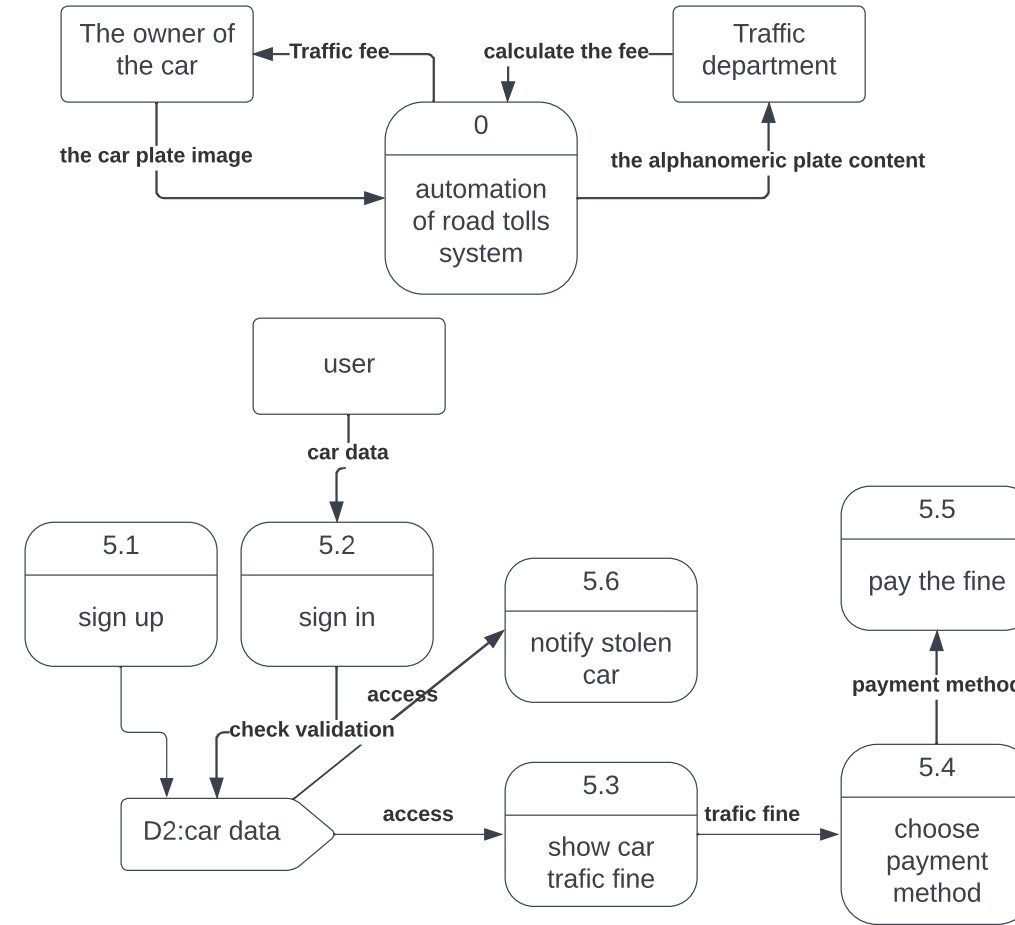 The owner of
the car
Traffic fee
calculate the fee
Traffic
department
0
the car plate image
the alphanomeric plate content
automation
of road tolls
system
user
car data
5.1
sign up
5.2
sign in
5.6
notify stolen
car
5.5
pay the fine
access
check validation
payment method
5.4
choose
payment
method
5.3
show car
trafic fine
D2:car data
access
trafic fine